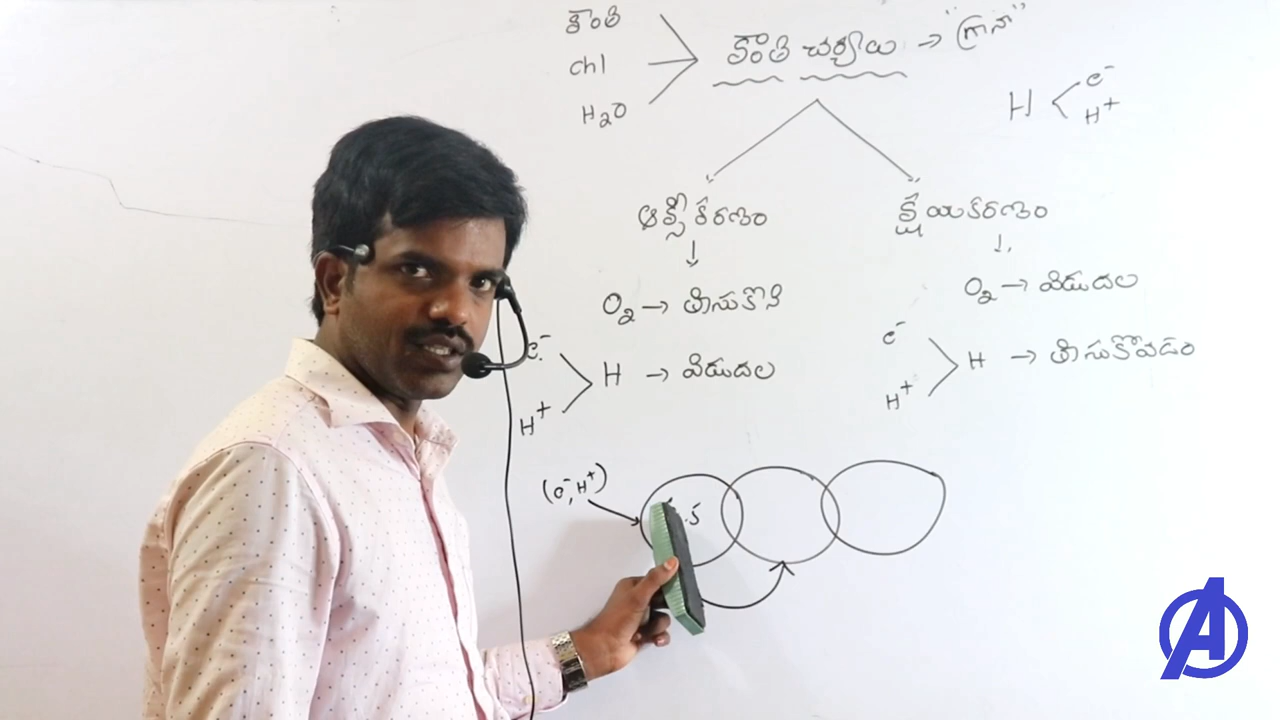 కాంతి
chl
H₂O
కాంతి చర్యలు → "గ్రానా"
H < e⁻
H⁺
ఆక్సీకరణం
↓
O₂ → తీసుకొని
e⁻
H⁺
H → విడుదల
క్షయకరణం
↓
O₂ → విడుదల
e⁻
H⁺
H → తీసుకొవడం
(e⁻, H⁺)
A